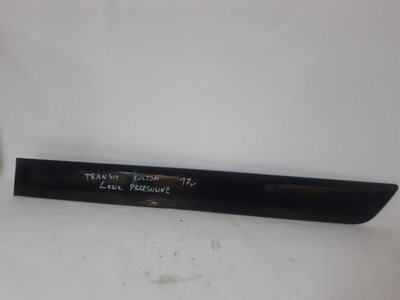 TRANSIT CUSTOM 17r
LEWE PRZESUWNE